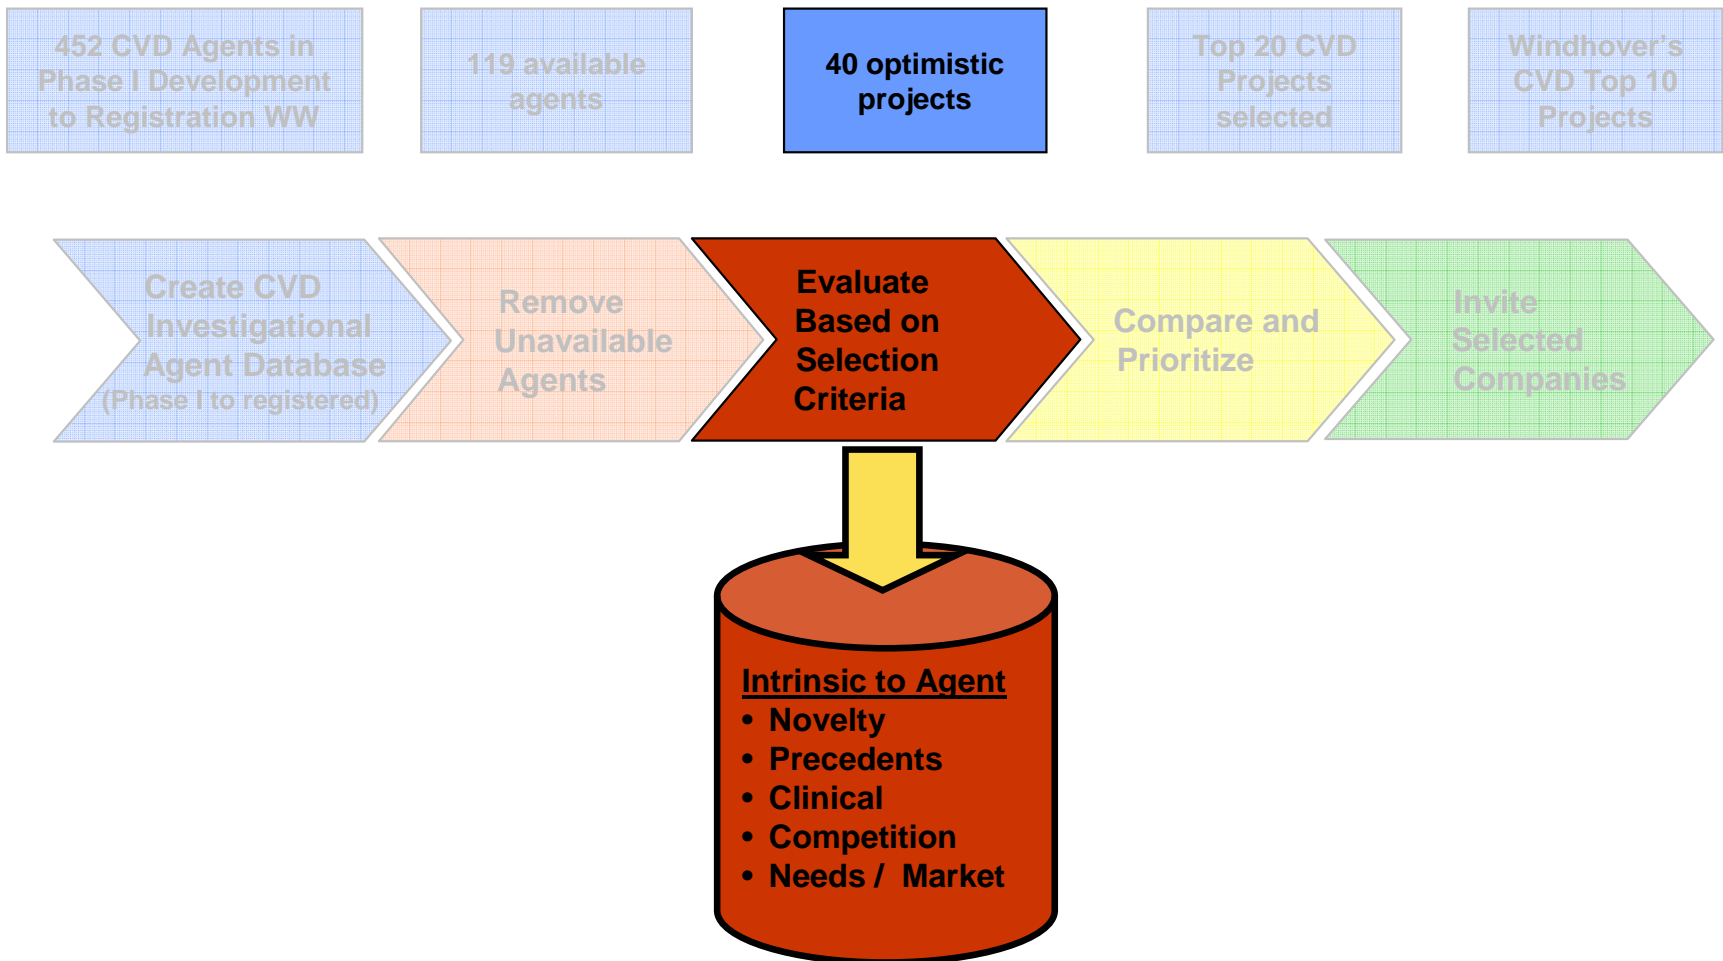 452 CVD Agents in
Phase I Development
to Registration WW
119 available
agents
40 optimistic
projects
Top 20 CVD
Projects
selected
Windhover's
CVD Top 10
Projects
Create CVD
Investigational
Agent Database
(Phase I to registered)
Remove
Unavailable
Agents
Evaluate
Based on
Selection
Criteria
Compare and
Prioritize
Invite
Selected
Companies
Intrinsic to Agent
• Novelty
• Precedents
• Clinical
• Competition
• Needs / Market